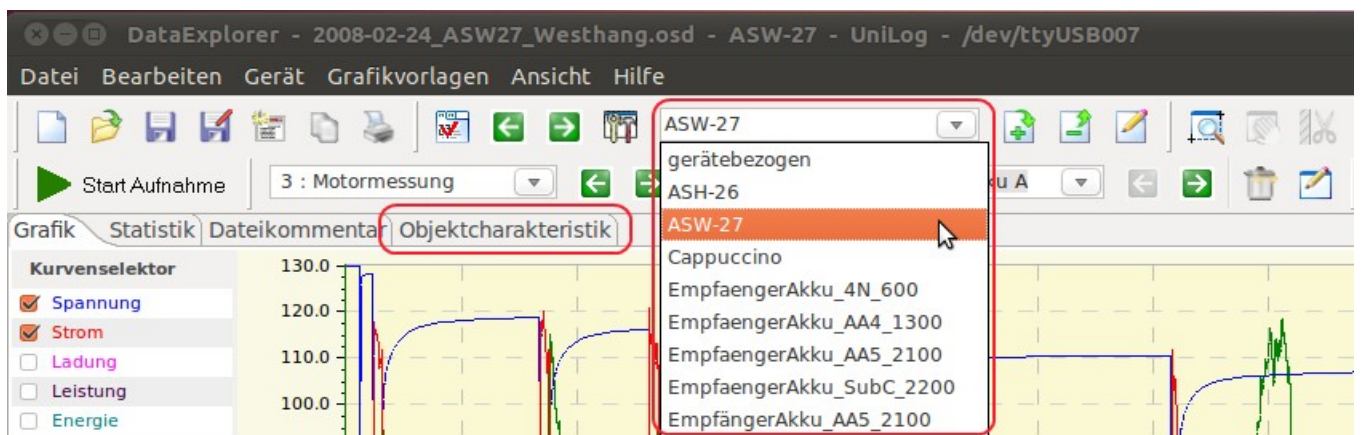 DataExplorer - 2008-02-24_ASW27_Westhang.osd - ASW-27 - UniLog - /dev/ttyUSB007
Datei Bearbeiten Gerät Grafikvorlagen Ansicht Hilfe
ASW-27
Start Aufnahme 3 : Motormessung u A
gerätebezogen
ASH-26
ASW-27
Cappuccino
EmpfaengerAkku_4N_600
EmpfaengerAkku_AA4_1300
EmpfaengerAkku_AA5_2100
EmpfaengerAkku_SubC_2200
EmpfängerAkku_AA5_2100
Grafik Statistik Dateikommentar Objektcharakteristik
Kurvenselektor
Spannung
Strom
Ladung
Leistung
Energie
130.0
120.0
110.0
100.0